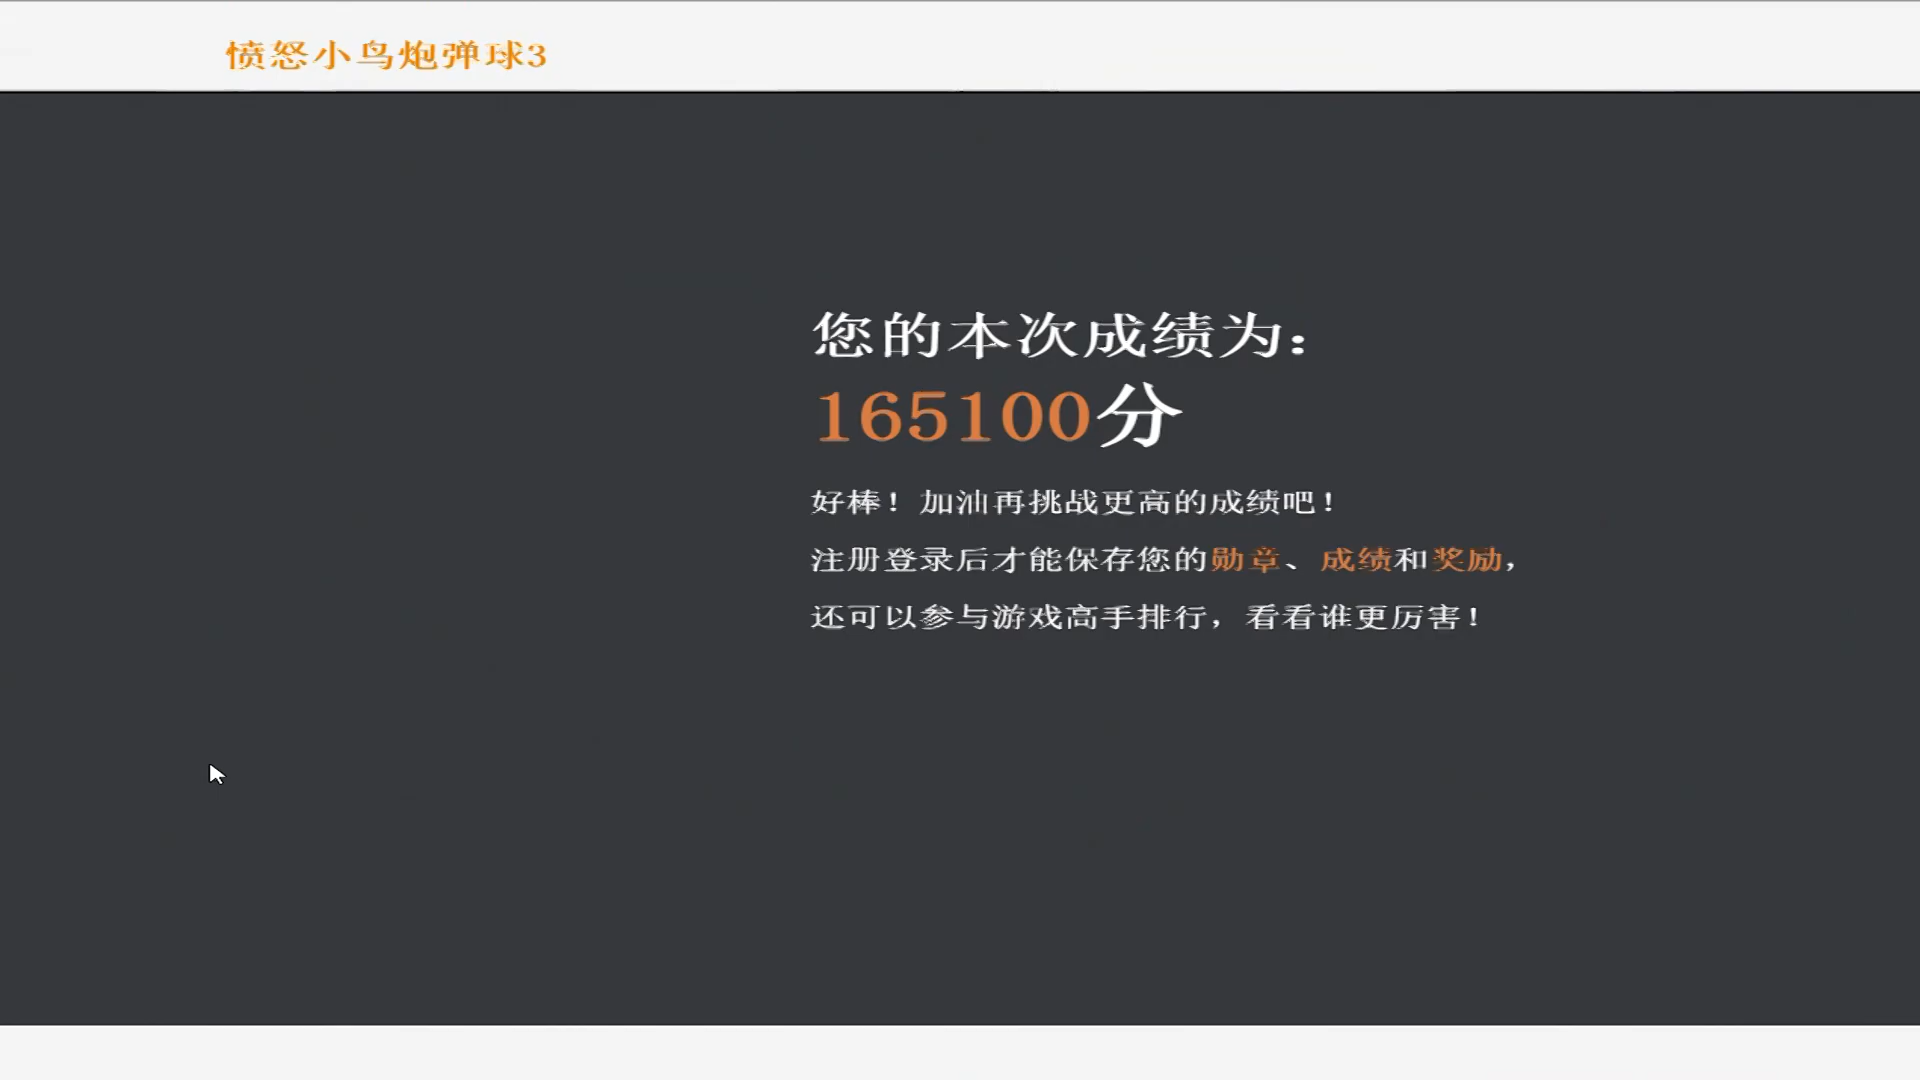 愤怒小鸟炮弹球3
您的本次成绩为：
165100分
好棒！加油再挑战更高的成绩吧！
注册登录后才能保存您的勋章、成绩和奖励，
还可以参与游戏高手排行，看看谁更厉害！